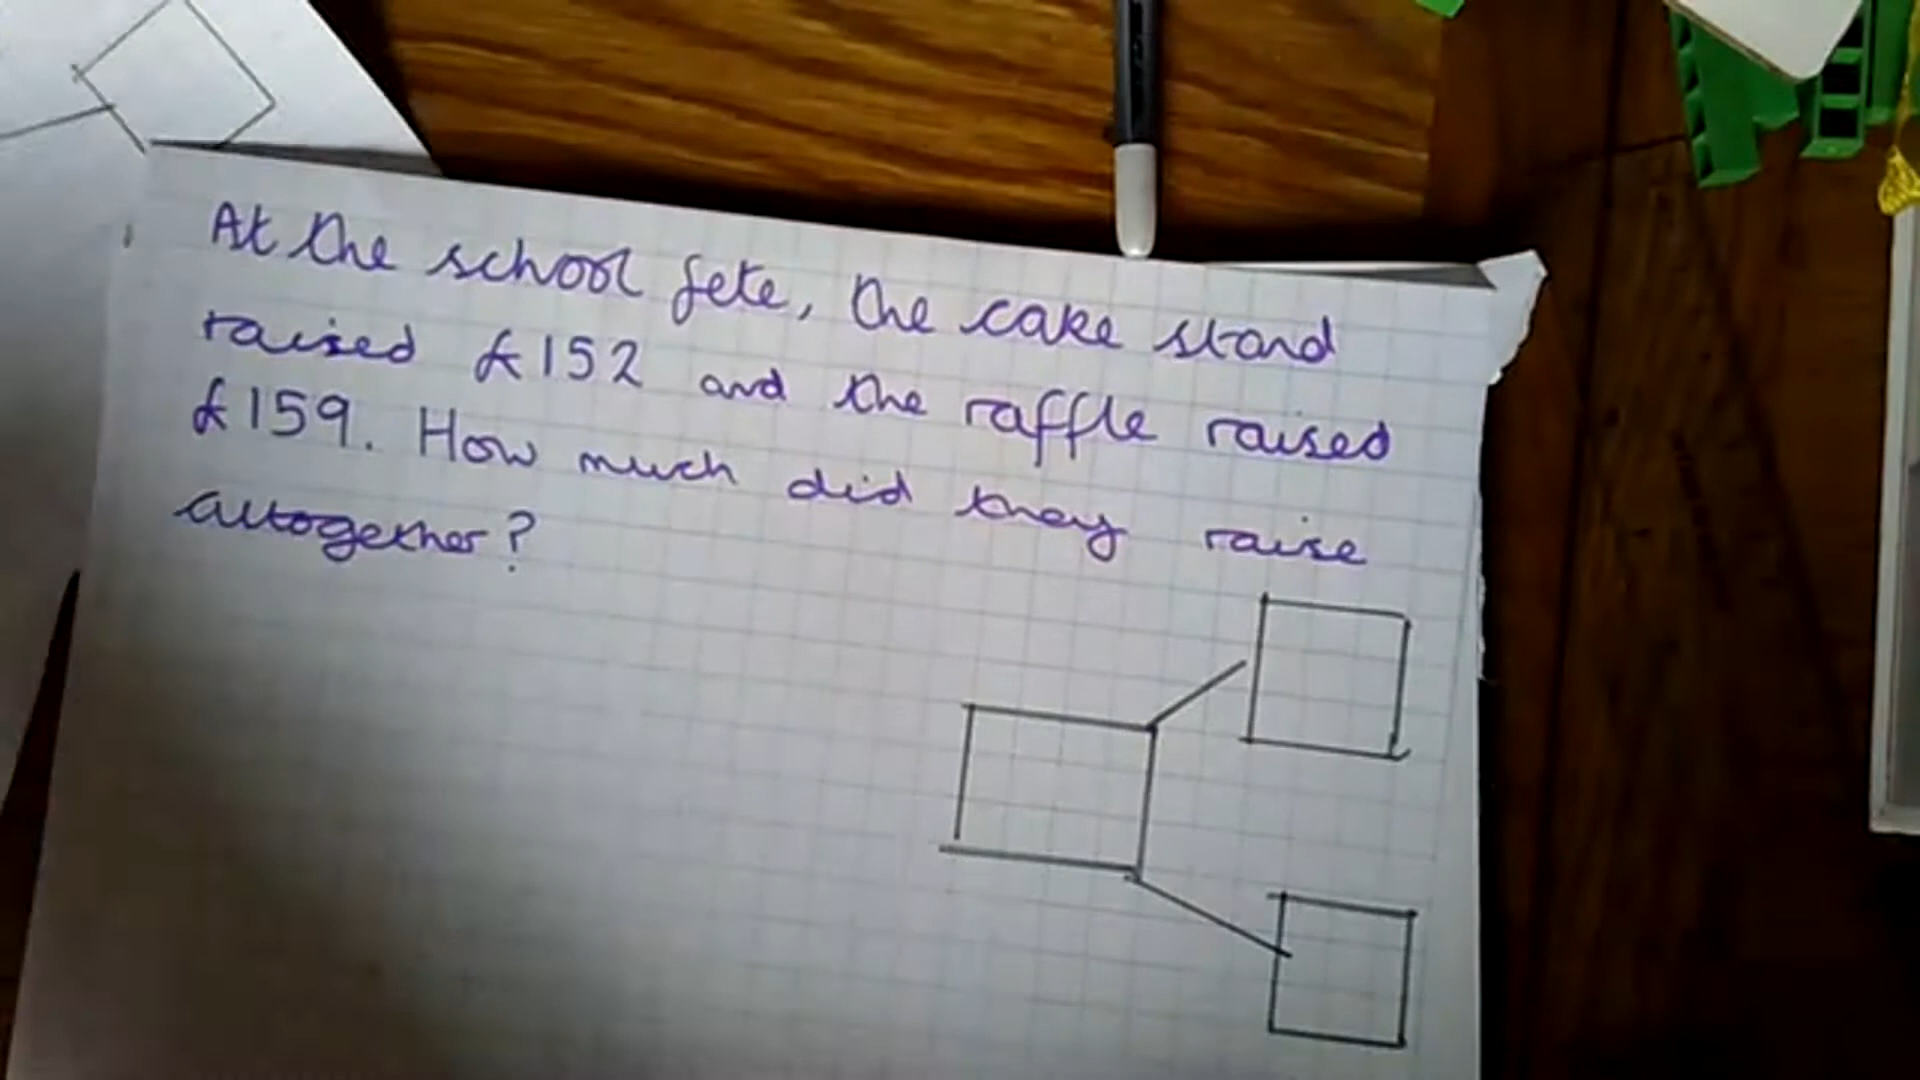 At the school fete, the cake stand
raised £152 and the raffle raised
£159. How much did they raise
altogether?